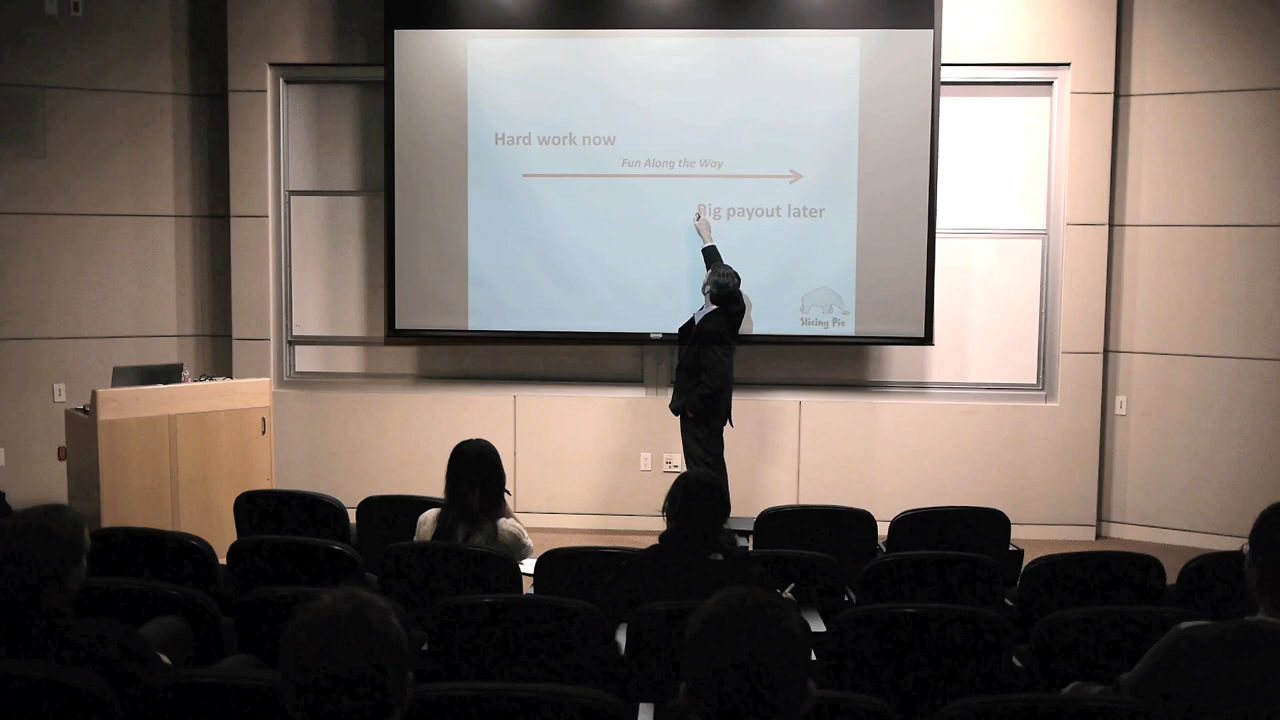 Hard work now
Fun Along the Way
Big payout later
Slicing Pie